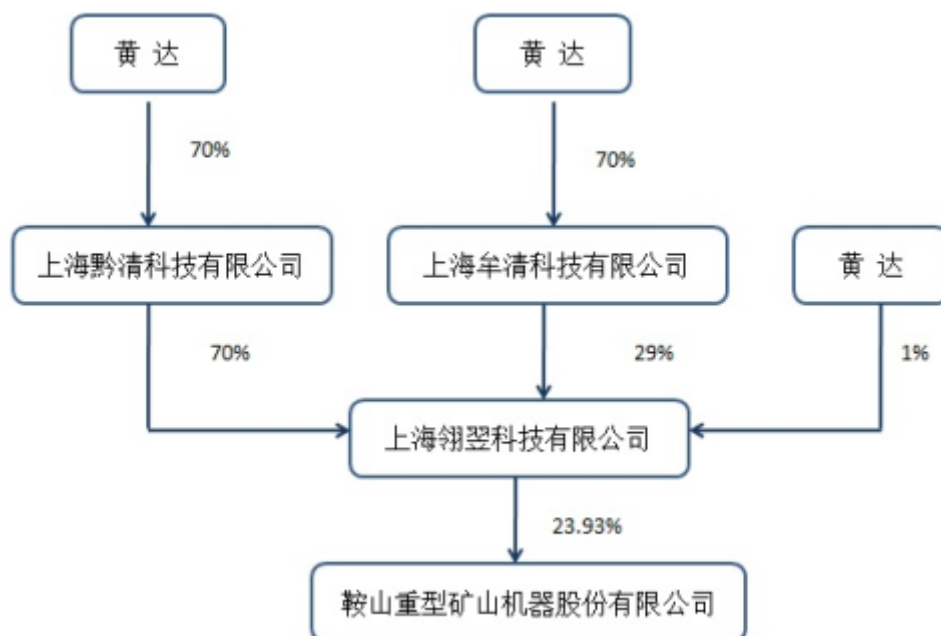 黄 达
黄 达
70%
70%
上海黔清科技有限公司
上海牟清科技有限公司
黄 达
70%
29%
1%
上海翎翌科技有限公司
23.93%
鞍山重型矿山机器股份有限公司